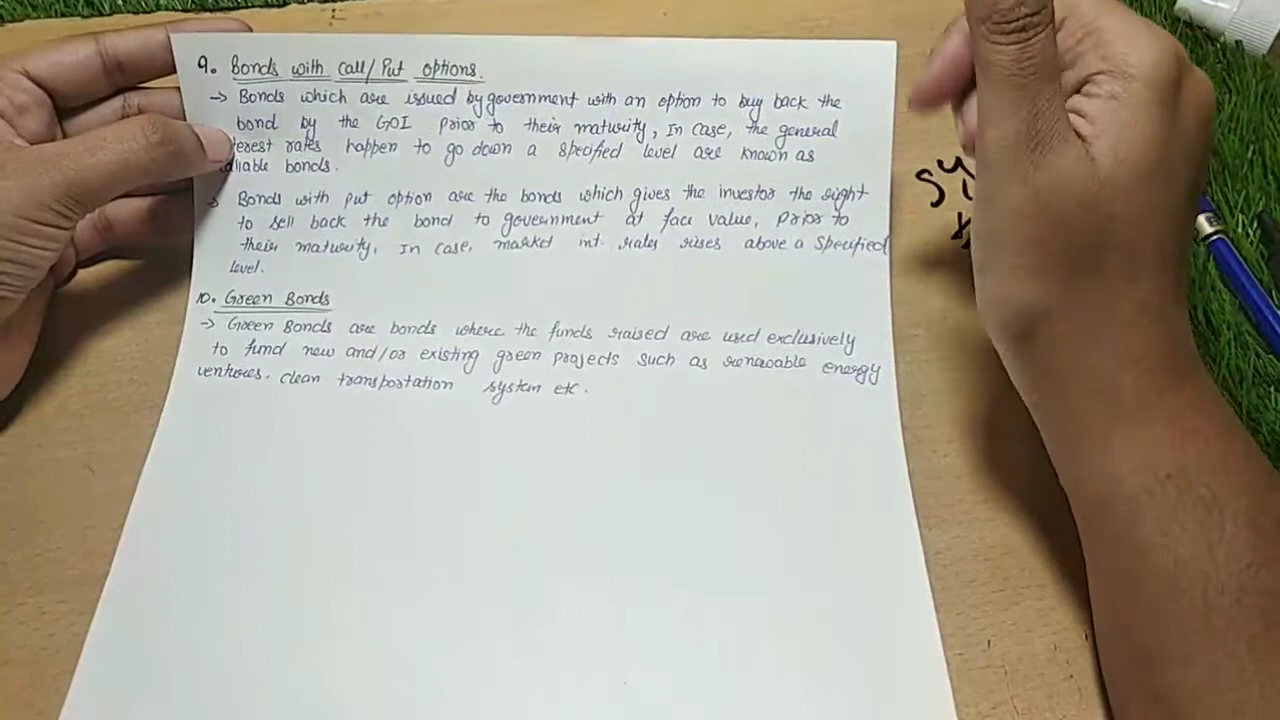 9. Bonds with Call/Put options.
-> Bonds which are issued by government with an option to buy back the
bond by the GOI prior to their maturity, In case, the general
rates happen to go down a specified level are known as
bonds.
Bonds with put option are the bonds which gives the investor the right
to sell back the bond to government at face value, prior to
their maturity, In case, market int. rates rises above a specified
level.
10. Green Bonds
-> Green Bonds are bonds where the funds raised are used exclusively
to fund new and/or existing green projects such as renewable energy
ventures. clean transportation system etc.